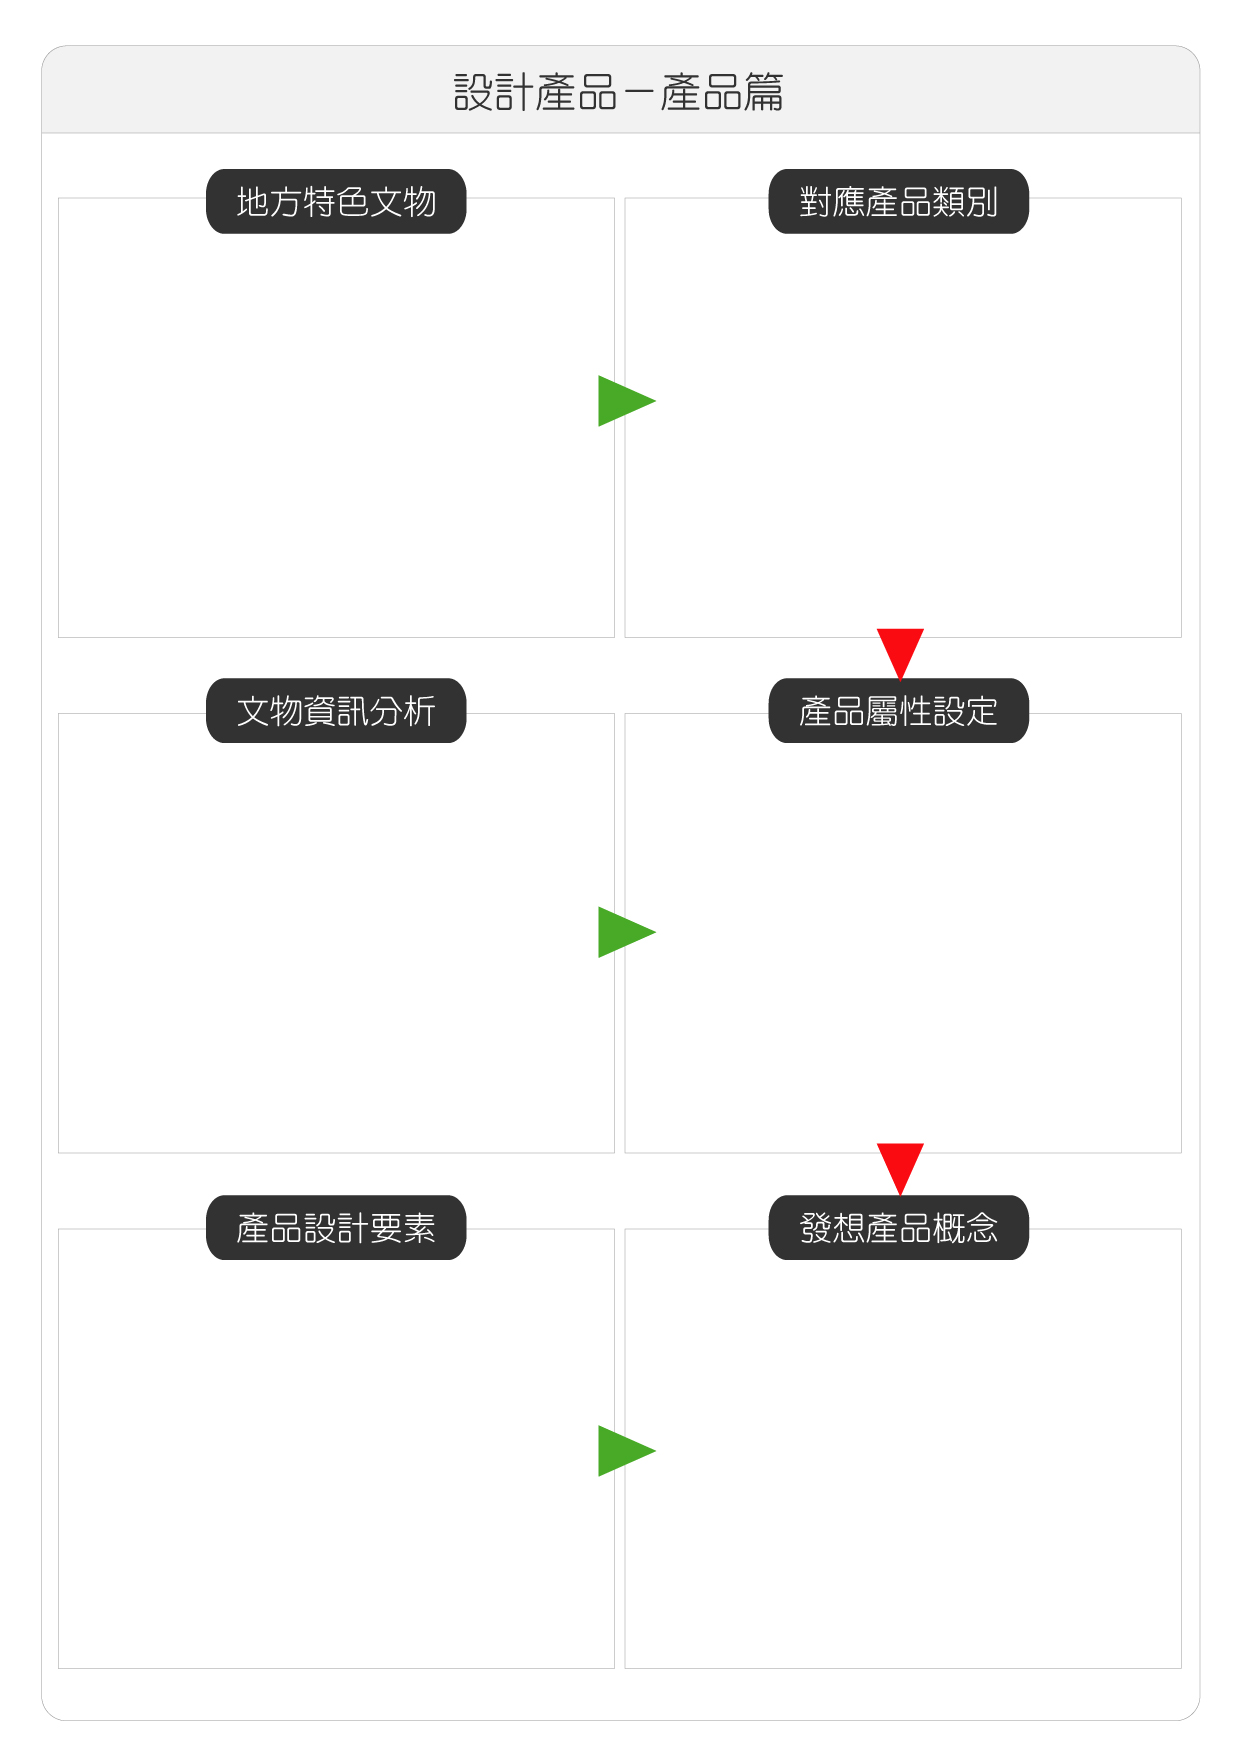 設計產品－產品篇
地方特色文物
對應產品類別
文物資訊分析
產品屬性設定
產品設計要素
發想產品概念